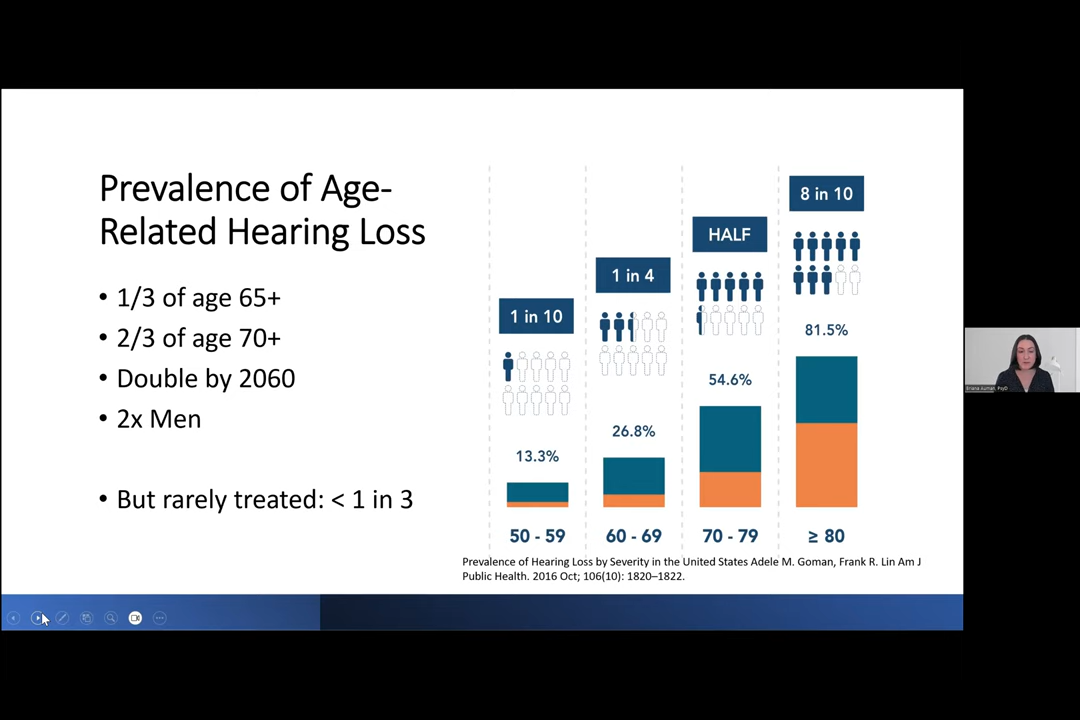 Prevalence of Age-
Related Hearing Loss
• 1/3 of age 65+
• 2/3 of age 70+
• Double by 2060
• 2x Men
• But rarely treated: < 1 in 3
1 in 10
13.3%
50 - 59
1 in 4
26.8%
60 - 69
HALF
54.6%
70 - 79
8 in 10
81.5%
≥ 80
Prevalence of Hearing Loss by Severity in the United States Adele M. Goman, Frank R. Lin Am J
Public Health. 2016 Oct; 106(10): 1820–1822.